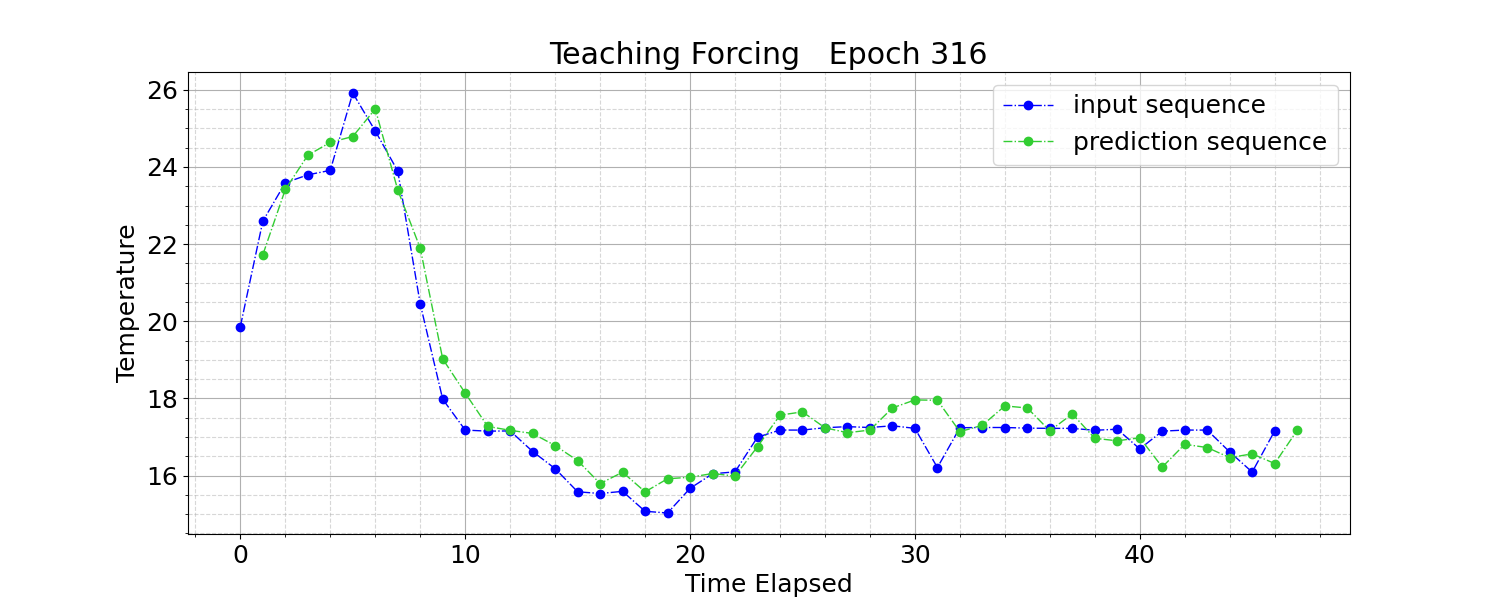 Teaching Forcing   Epoch 316
26
24
22
20
18
16
Temperature
input sequence
prediction sequence
0 10 20 30 40
Time Elapsed